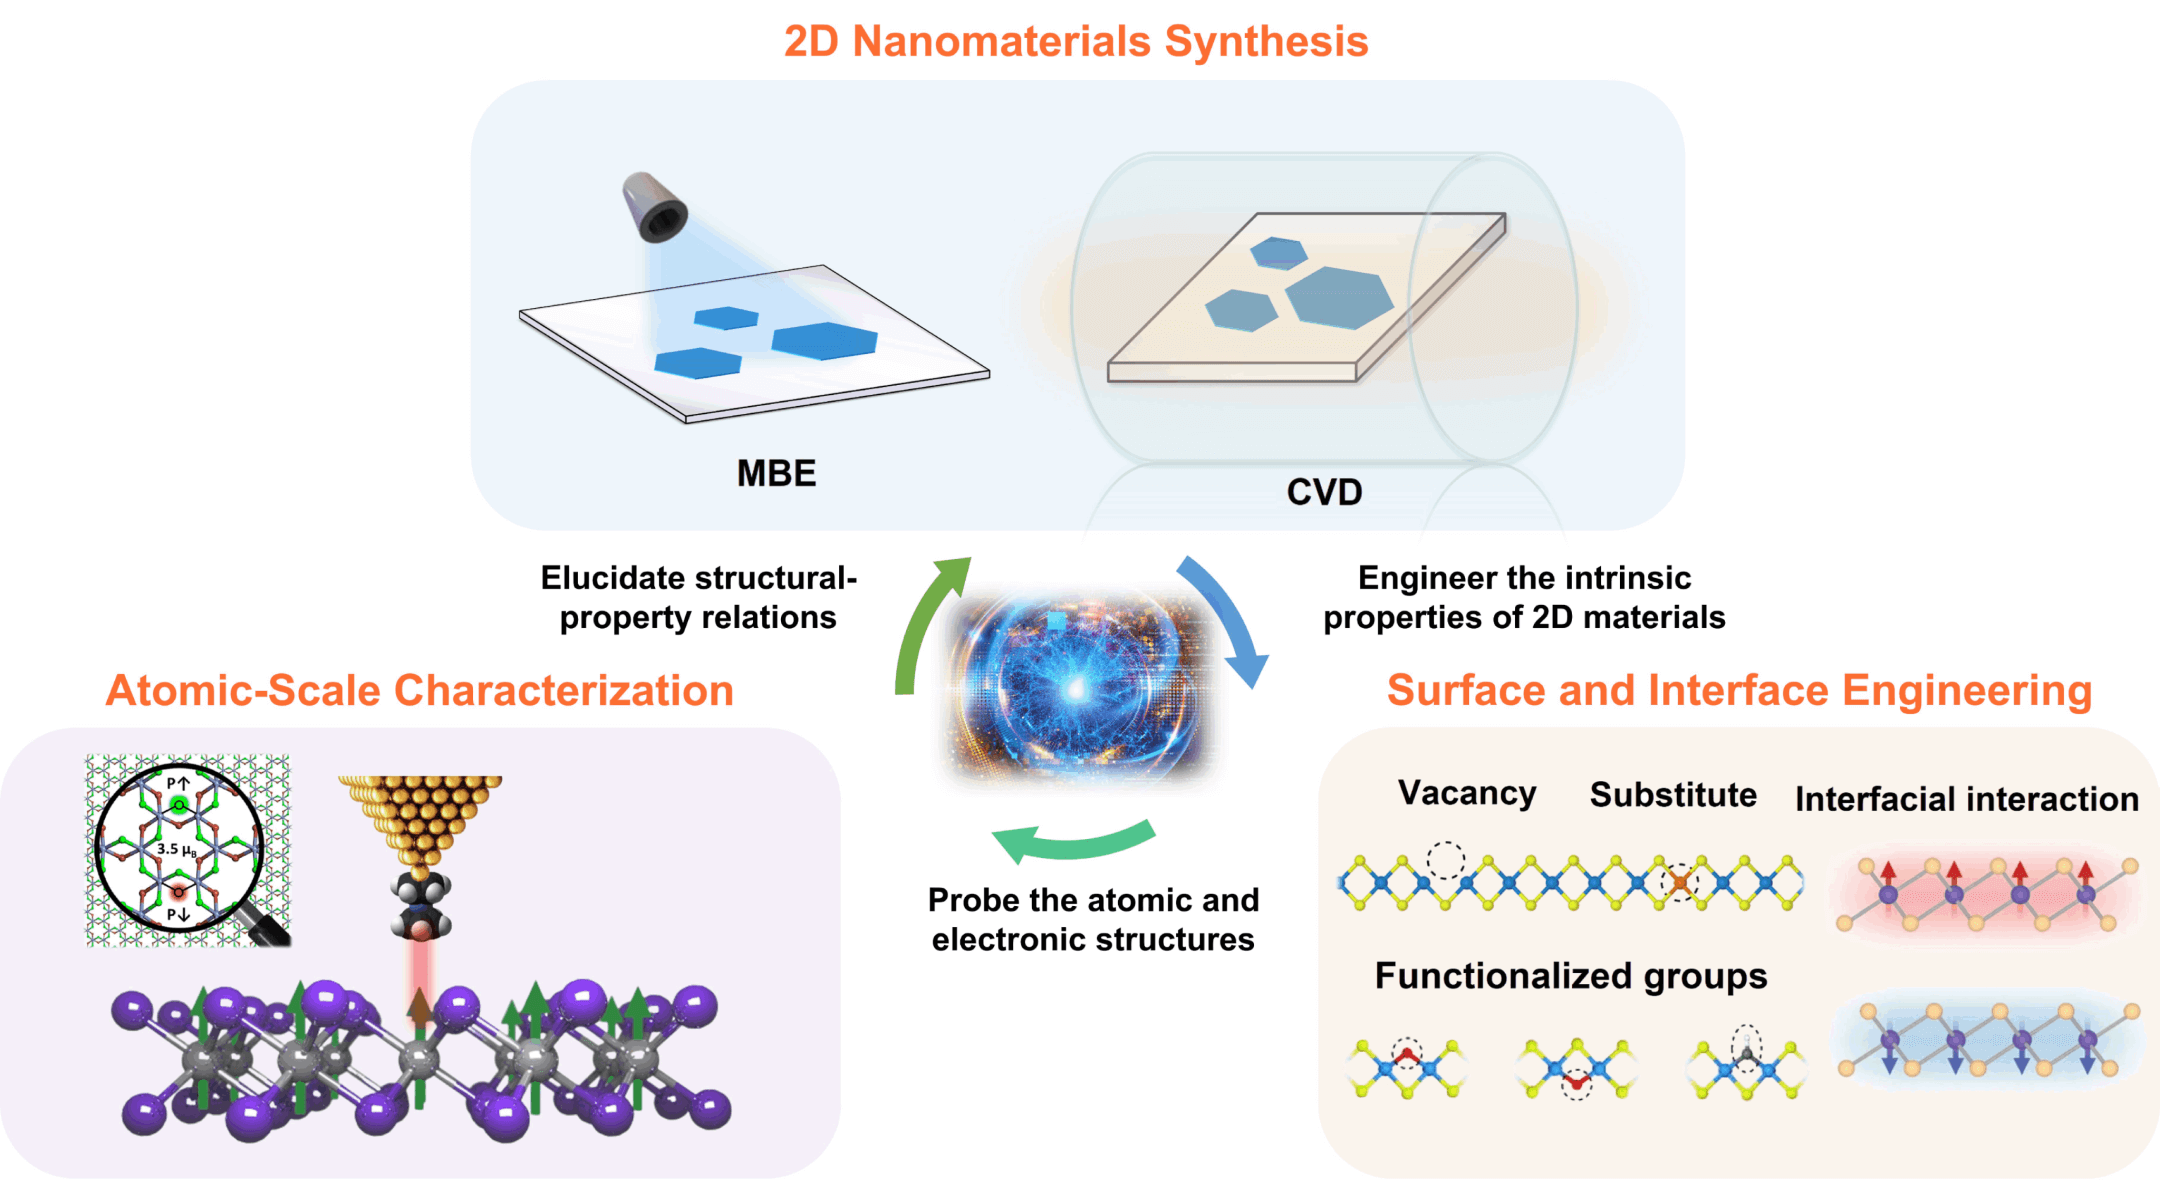 2D Nanomaterials Synthesis
MBE
CVD
Elucidate structural-
property relations
Engineer the intrinsic
properties of 2D materials
Atomic-Scale Characterization
Surface and Interface Engineering
P↑
3.5 μB
P↓
Probe the atomic and
electronic structures
Vacancy
Substitute
Interfacial interaction
Functionalized groups